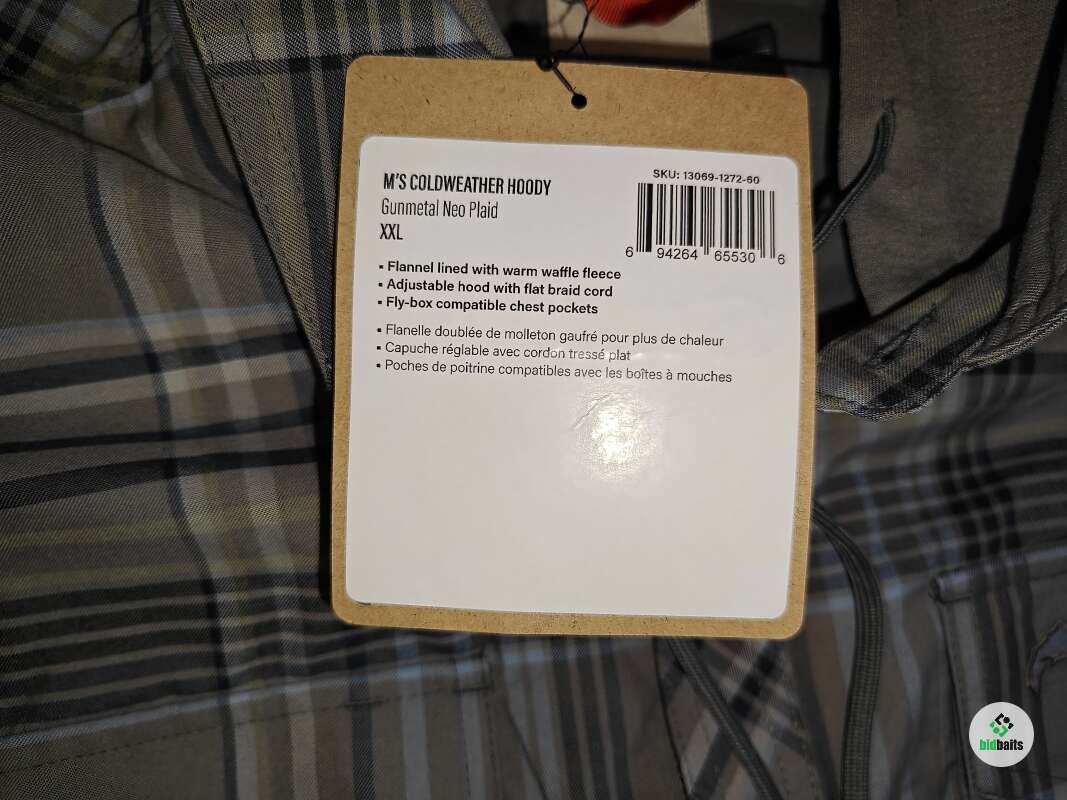 M'S COLDWEATHER HOODY
Gunmetal Neo Plaid
XXL
SKU: 13069-1272-60
6 94264 65530 6
▪ Flannel lined with warm waffle fleece
▪ Adjustable hood with flat braid cord
▪ Fly-box compatible chest pockets
▪ Flanelle doublée de molleton gaufré pour plus de chaleur
▪ Capuche réglable avec cordon tressé plat
▪ Poches de poitrine compatibles avec les boîtes à mouches
bidbaits